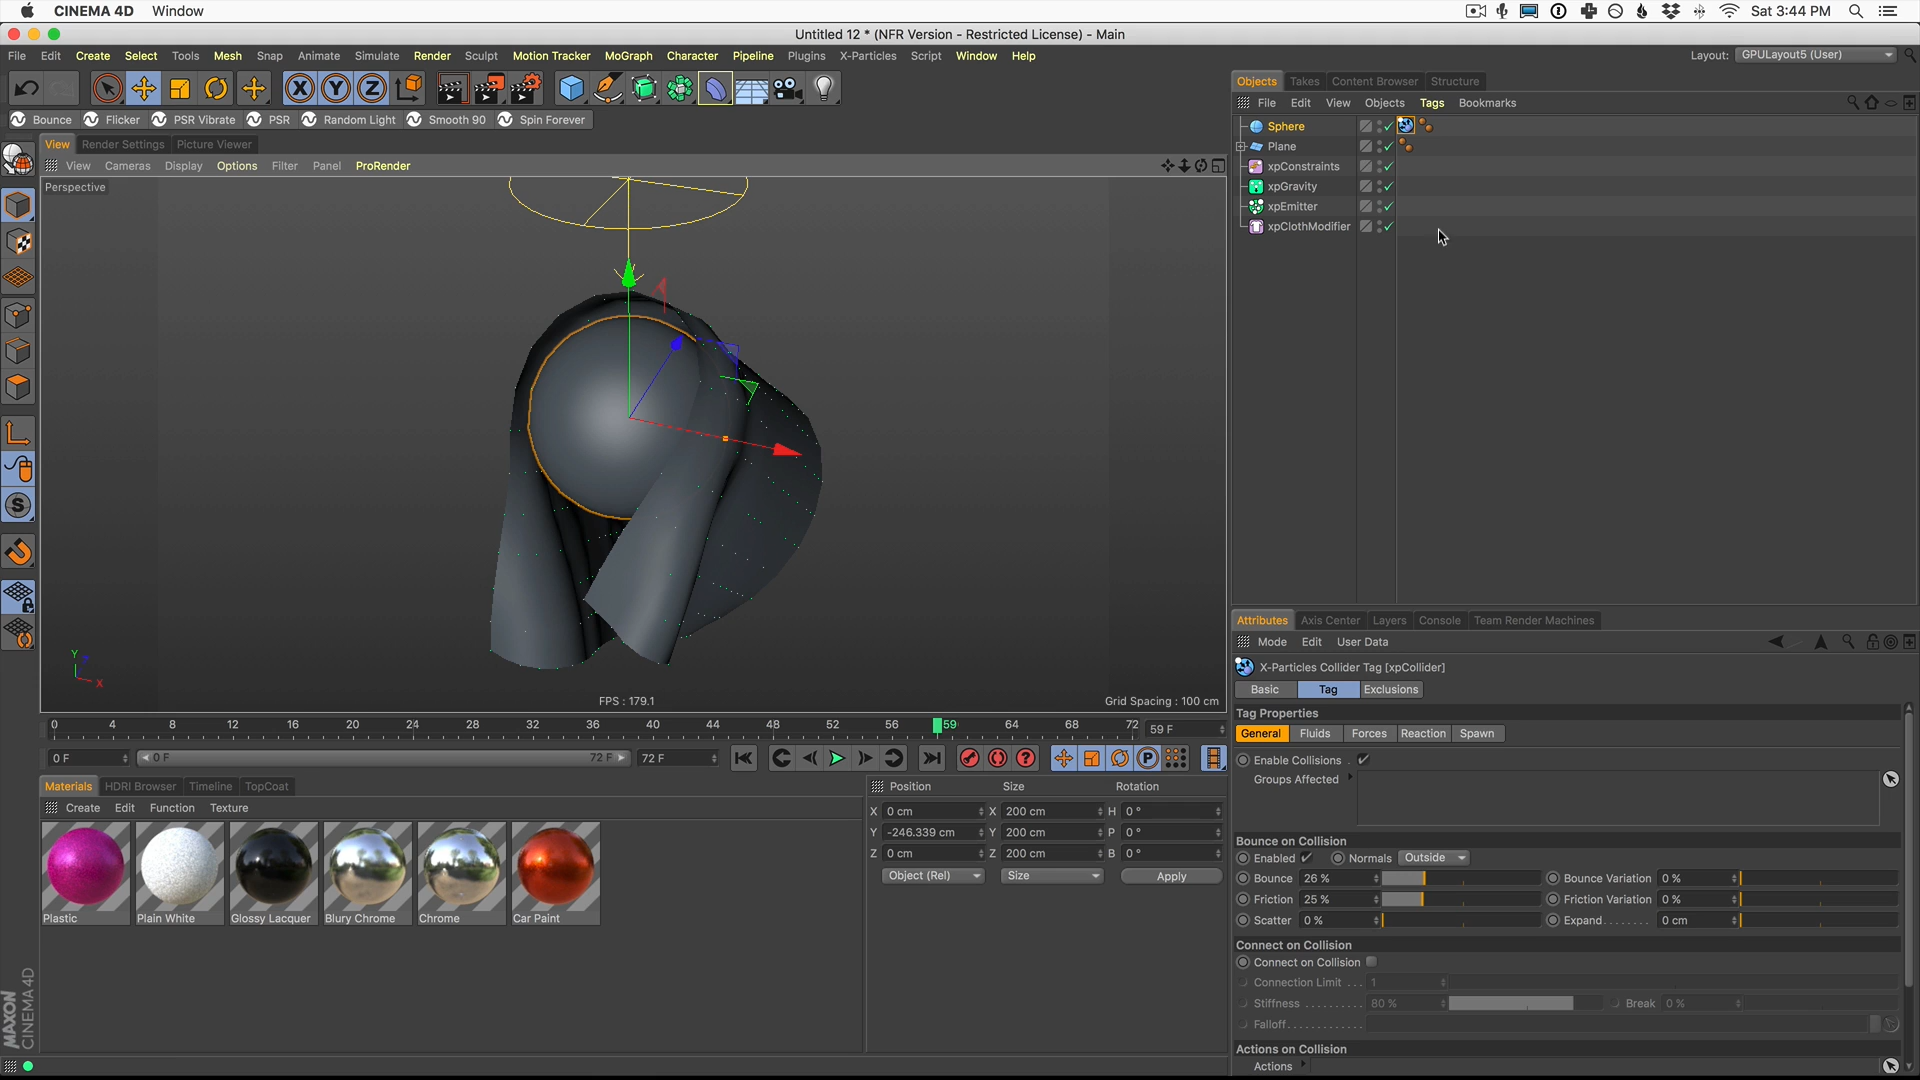 CINEMA 4D Window Sat 3:44 PM
Untitled 12 * (NFR Version - Restricted License) - Main
File Edit Create Select Tools Mesh Snap Animate Simulate Render Sculpt Motion Tracker MoGraph Character Pipeline Plugins X-Particles Script Window Help Layout: GPULayout5 (User)
X Y Z
Bounce Flicker PSR Vibrate PSR Random Light Smooth 90 Spin Forever
View Render Settings Picture Viewer
View Cameras Display Options Filter Panel ProRender
Perspective
Y
X
FPS : 179.1
Grid Spacing : 100 cm
0 4 8 12 16 20 24 28 32 36 40 44 48 52 56 59 64 68 72 59 F
0 F 0 F 72 F 72 F
Materials HDRI Browser Timeline TopCoat
Create Edit Function Texture
Plastic Plain White Glossy Lacquer Blury Chrome Chrome Car Paint
MAXON
CINEMA 4D
Position Size Rotation
X 0 cm X 200 cm H 0 °
Y -246.339 cm Y 200 cm P 0 °
Z 0 cm Z 200 cm B 0 °
Object (Rel) Size Apply
Objects Takes Content Browser Structure
File Edit View Objects Tags Bookmarks
Sphere
Plane
xpConstraints
xpGravity
xpEmitter
xpClothModifier
Attributes Axis Center Layers Console Team Render Machines
Mode Edit User Data
X-Particles Collider Tag [xpCollider]
Basic Tag Exclusions
Tag Properties
General Fluids Forces Reaction Spawn
Enable Collisions .
Groups Affected
Bounce on Collision
Enabled Normals Outside
Bounce 26 % Bounce Variation 0 %
Friction 25 % Friction Variation 0 %
Scatter 0 % Expand........ 0 cm
Connect on Collision
Connect on Collision
Connection Limit ... 1
Stiffness .......... 80 % Break 0 %
Falloff.............
Actions on Collision
Actions